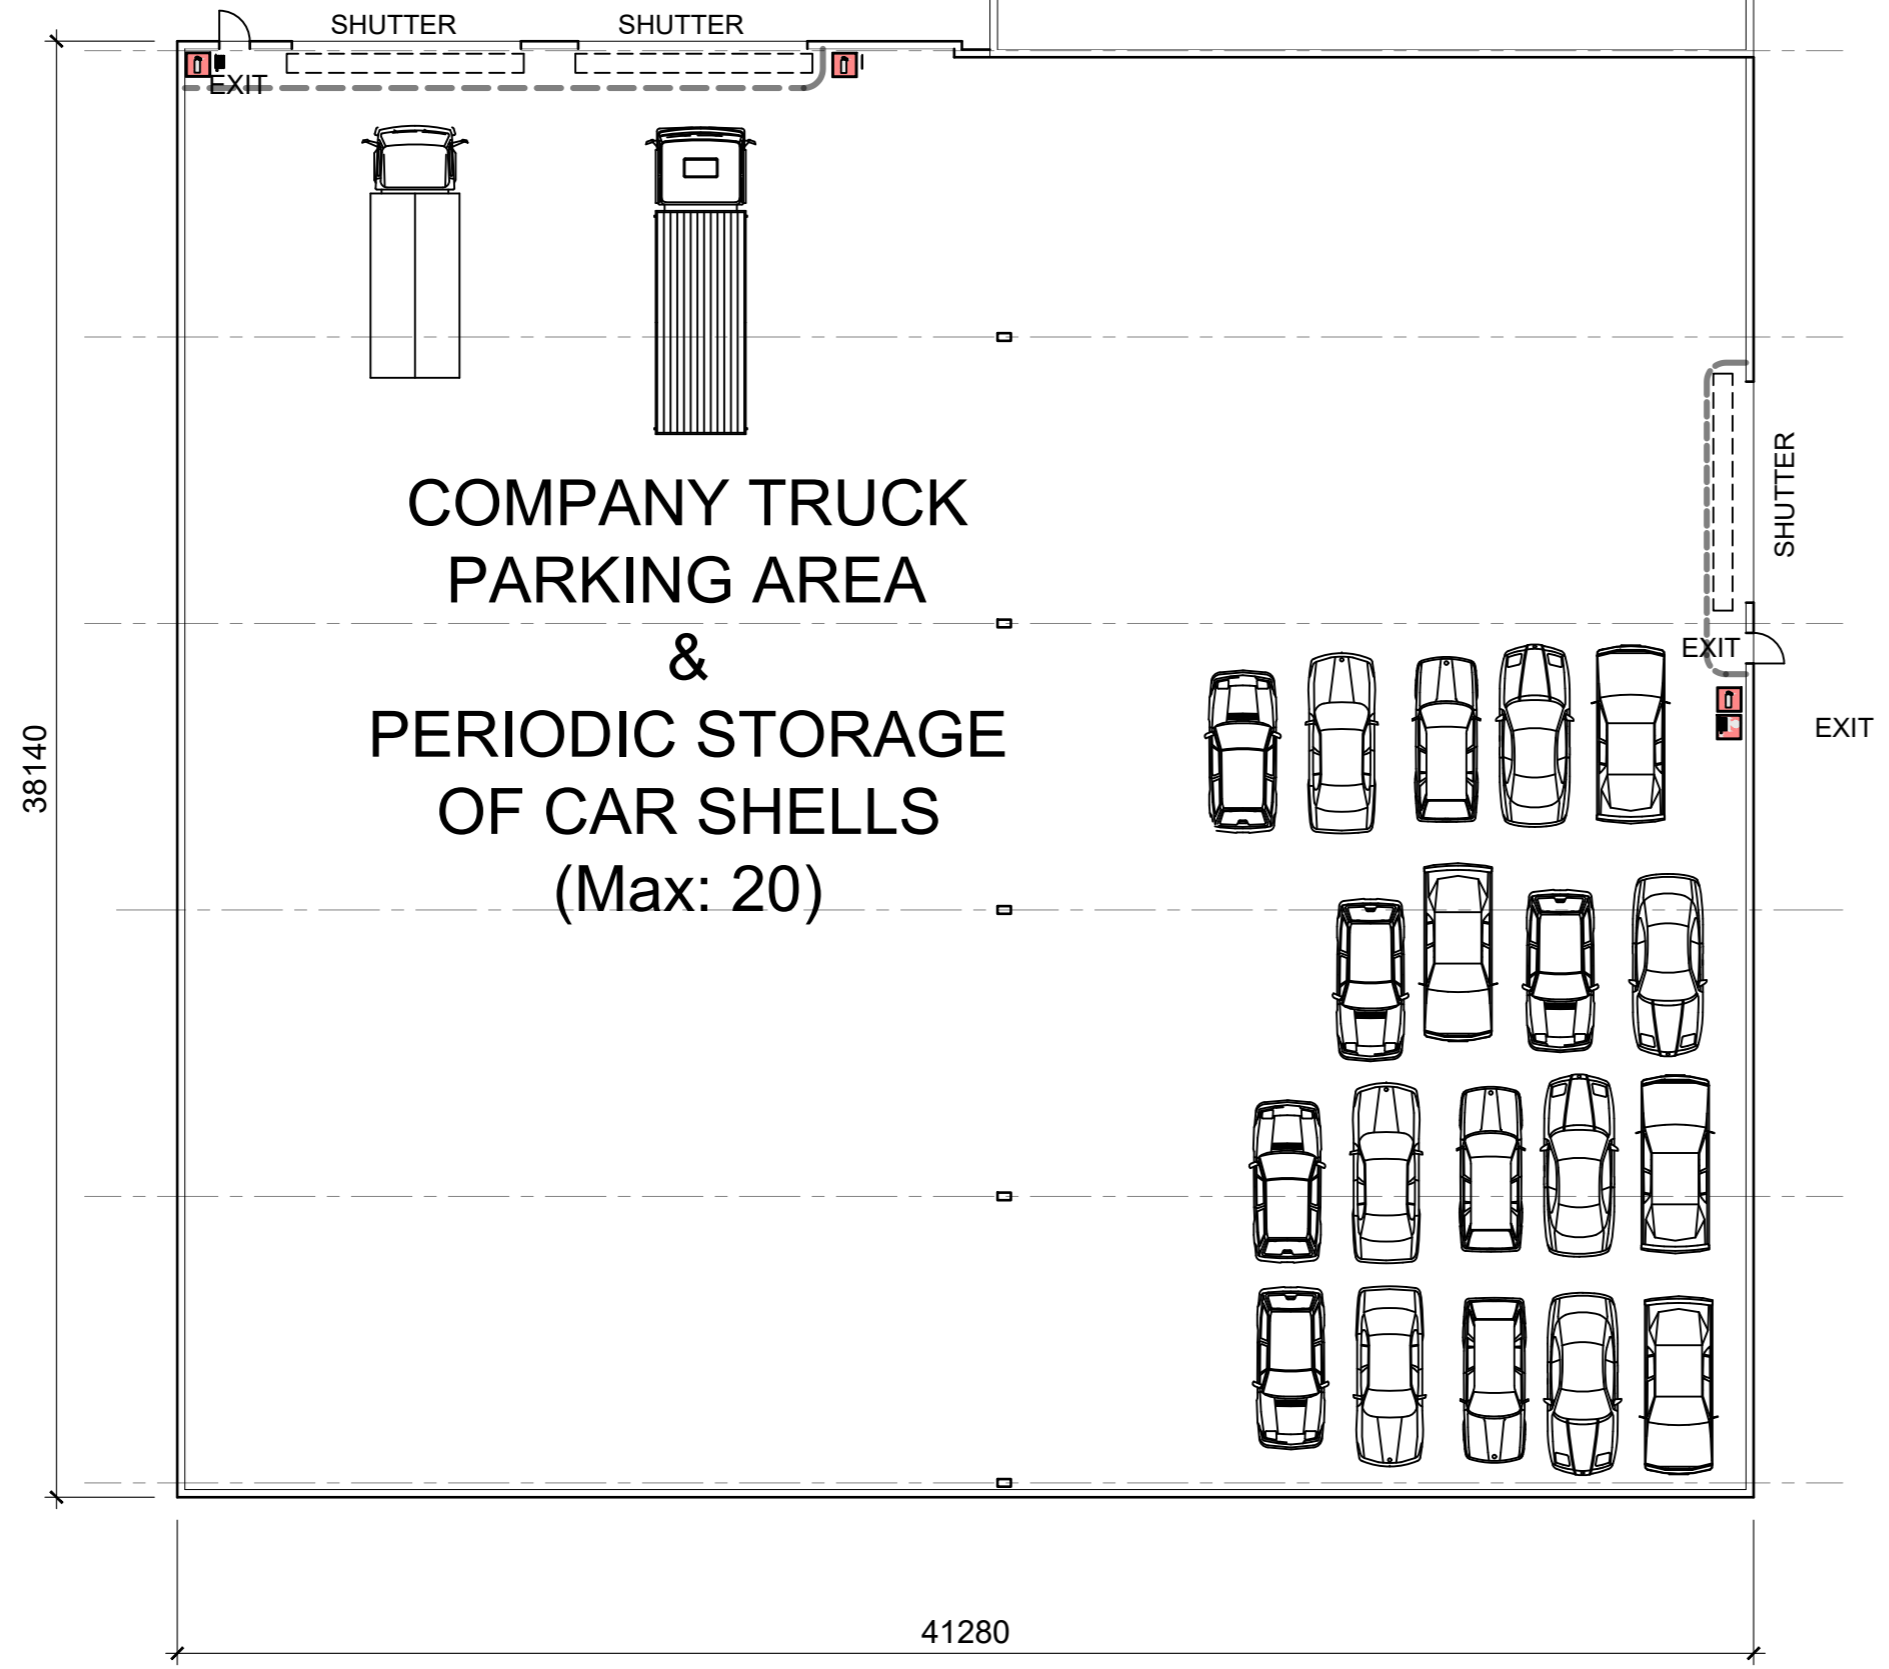 SHUTTER
SHUTTER
EXIT
COMPANY TRUCK
PARKING AREA
&
PERIODIC STORAGE
OF CAR SHELLS
(Max: 20)
SHUTTER
EXIT
EXIT
38140
41280